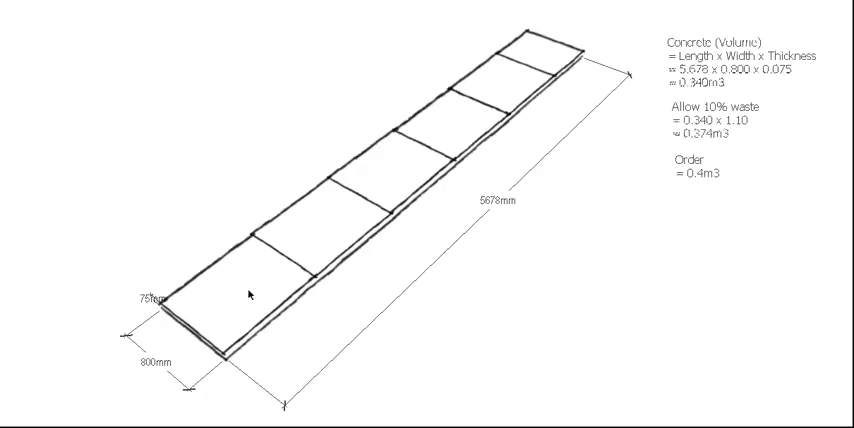 Concrete (Volume)
= Length x Width x Thickness
= 5.678 x 0.800 x 0.075
= 0.340m3
Allow 10% waste
= 0.340 x 1.10
= 0.374m3
Order
= 0.4m3
5678mm
75mm
800mm